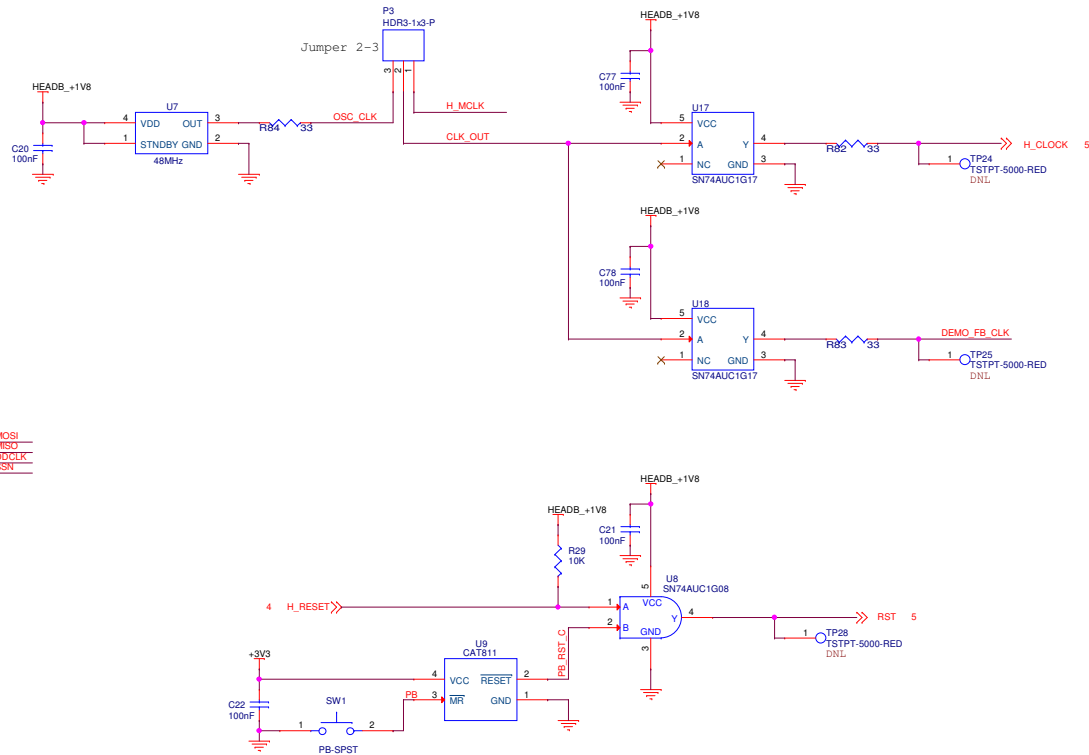 P3
HDR3-1x3-P
Jumper 2-3
3
2
1
H_MCLK
CLK_OUT
HEADB_+1V8
C20
100nF
U7
4 VDD OUT 3
1 STNDBY GND 2
48MHz
R84 33
OSC_CLK
HEADB_+1V8
C77
100nF
U17
5 VCC
2 A Y 4
1 NC GND 3
SN74AUC1G17
R82 33
H_CLOCK 5
1 TP24
TSTPT-5000-RED
DNL
HEADB_+1V8
C78
100nF
U18
5 VCC
2 A Y 4
1 NC GND 3
SN74AUC1G17
R83 33
DEMO_FB_CLK
1 TP25
TSTPT-5000-RED
DNL
MOSI
MISO
DDCLK
SSN
HEADB_+1V8
C21
100nF
HEADB_+1V8
R29
10K
U8
SN74AUC1G08
5
VCC
4 H_RESET
1 A
2 B
Y 4
GND
3
RST 5
1 TP28
TSTPT-5000-RED
DNL
PB_RST_C
+3V3
C22
100nF
U9
CAT811
4 VCC RESET 2
PB 3 MR GND 1
SW1
1 2
PB-SPST